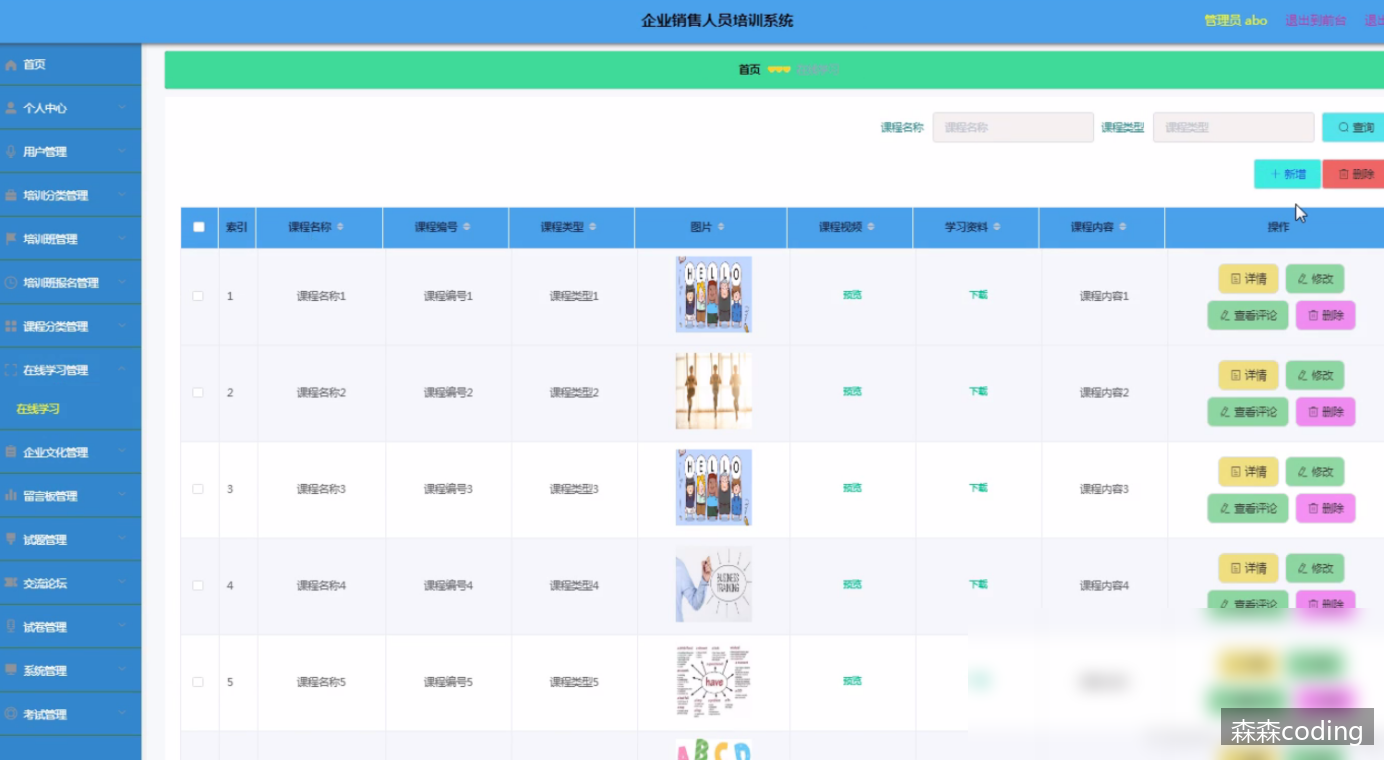 企业销售人员培训系统
管理员 abo 退出到前台
首页
个人中心
用户管理
培训分类管理
培训班管理
培训班报名管理
课程分类管理
在线学习管理
在线学习
企业文化管理
留言板管理
试题管理
交流论坛
试卷管理
系统管理
考试管理
首页 在线学习
课程名称 课程名称 课程类型 课程类型 查询
新增 删除
索引 课程名称 课程编号 课程类型 图片 课程视频 学习资料 课程内容 操作
1 课程名称1 课程编号1 课程类型1 HELLO 预览 下载 课程内容1 详情 修改
查看评论 删除
2 课程名称2 课程编号2 课程类型2 预览 下载 课程内容2 详情 修改
查看评论 删除
3 课程名称3 课程编号3 课程类型3 HELLO 预览 下载 课程内容3 详情 修改
查看评论 删除
4 课程名称4 课程编号4 课程类型4 BUSINESS TRAINING 预览 下载 课程内容4 详情 修改
查看评论 删除
5 课程名称5 课程编号5 课程类型5 have 预览
ABCD
森森coding